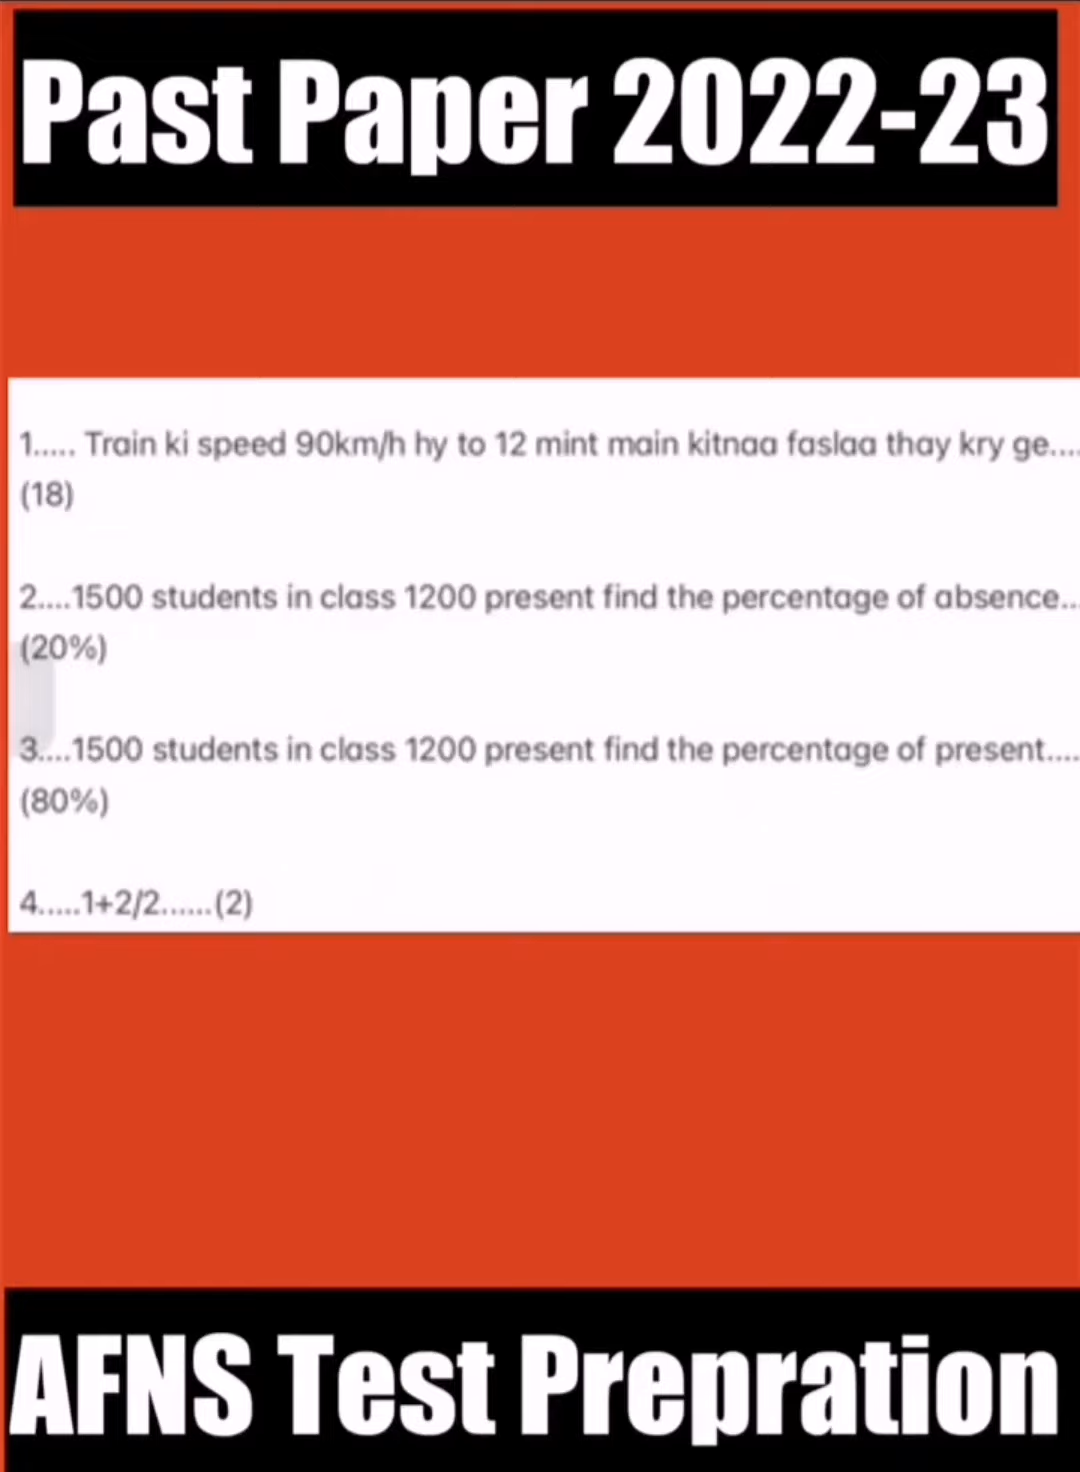 Past Paper 2022-23
1..... Train ki speed 90km/h hy to 12 mint main kitnaa faslaa thay kry ge....
(18)
2....1500 students in class 1200 present find the percentage of absence...
(20%)
3....1500 students in class 1200 present find the percentage of present....
(80%)
4.....1+2/2......(2)
AFNS Test Prepration